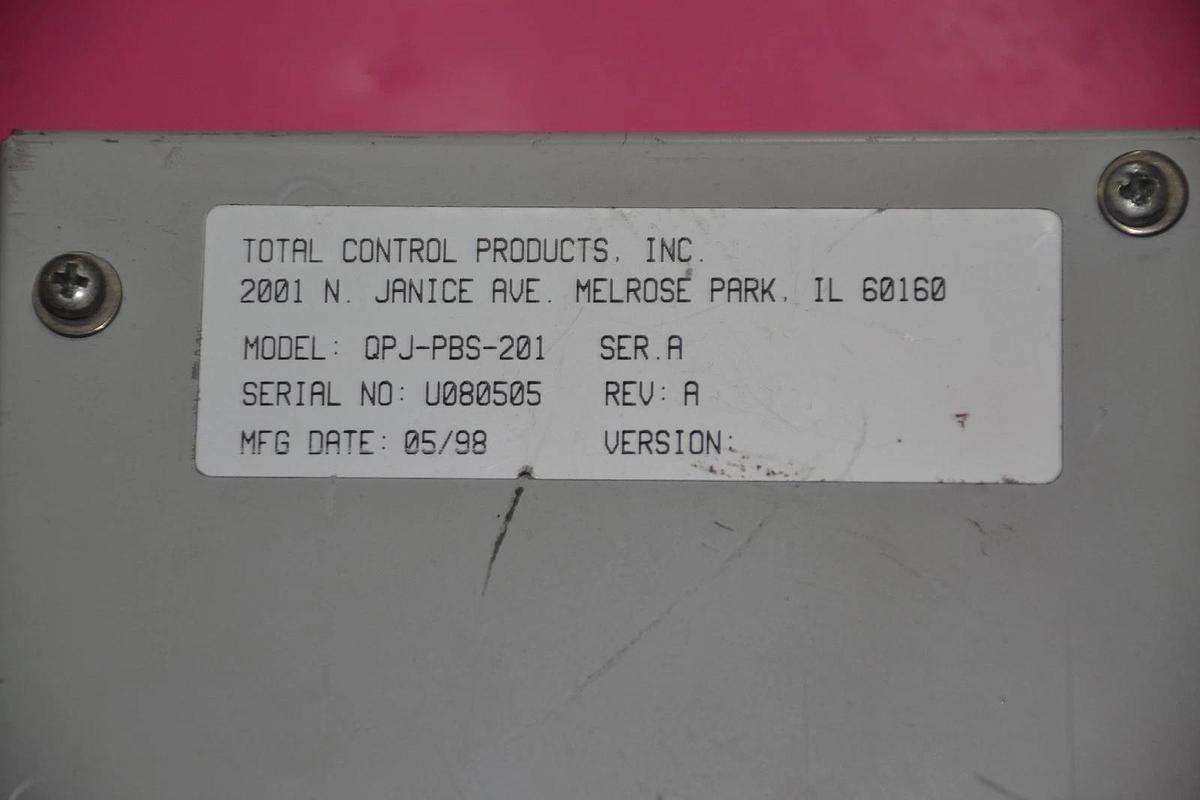 TOTAL CONTROL PRODUCTS, INC.
2001 N. JANICE AVE. MELROSE PARK, IL 60160
MODEL: QPJ-PBS-201 SER.A
SERIAL NO: U080505 REV: A
MFG DATE: 05/98 VERSION: